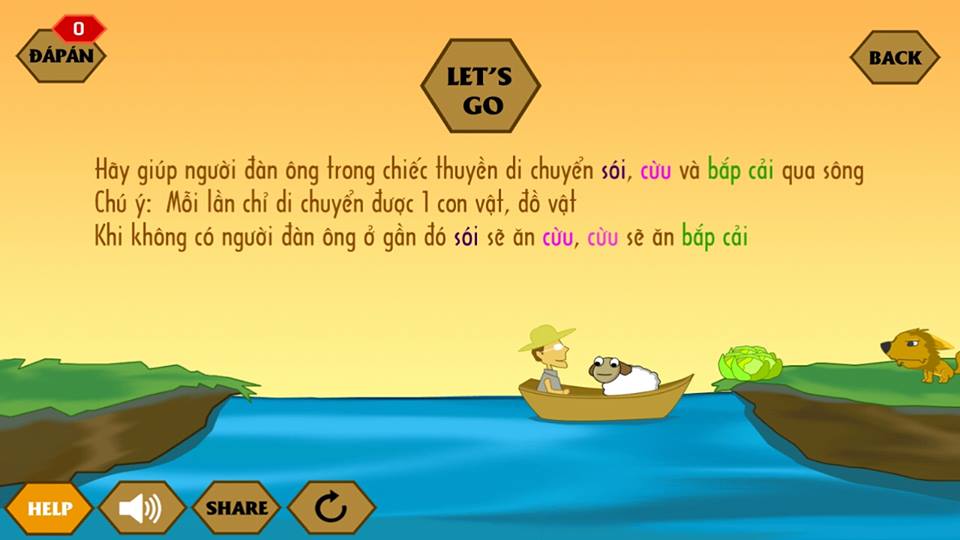 0
ĐÁPÁN
LET'S
GO
BACK
Hãy giúp người đàn ông trong chiếc thuyền di chuyển sói, cừu và bắp cải qua sông
Chú ý: Mỗi lần chỉ di chuyển được 1 con vật, đồ vật
Khi không có người đàn ông ở gần đó sói sẽ ăn cừu, cừu sẽ ăn bắp cải
HELP
SHARE